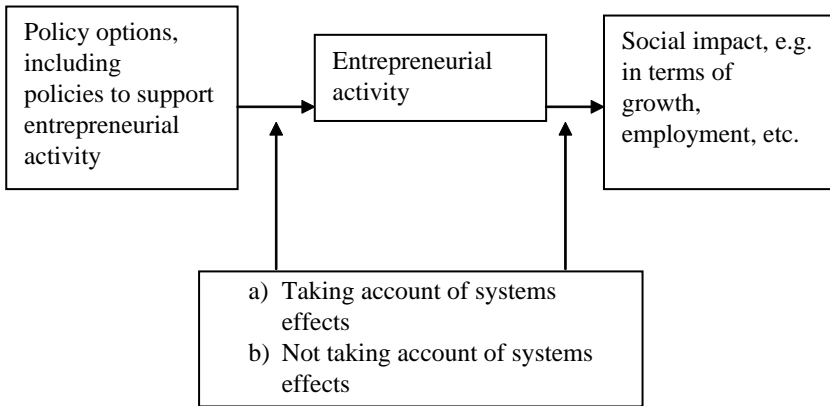 Policy options,
including
policies to support
entrepreneurial
activity
Entrepreneurial
activity
Social impact, e.g.
in terms of
growth,
employment, etc.
a) Taking account of systems
effects
b) Not taking account of systems
effects